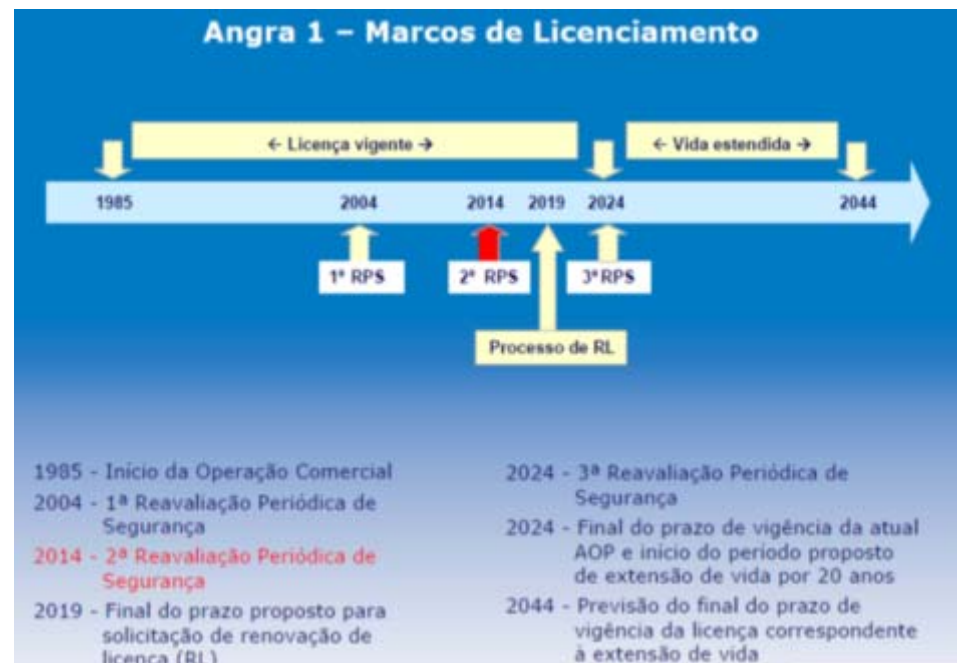 Angra 1 – Marcos de Licenciamento
← Licença vigente →
← Vida estendida →
1985
2004
2014
2019
2024
2044
1ª RPS
2ª RPS
3ª RPS
Processo de RL
1985 - Início da Operação Comercial
2004 - 1ª Reavaliação Periódica de
Segurança
2014 - 2ª Reavaliação Periódica de
Segurança
2019 - Final do prazo proposto para
solicitação de renovação de
licença (RL)
2024 - 3ª Reavaliação Periódica de
Segurança
2024 - Final do prazo de vigência da atual
AOP e início do período proposto
de extensão de vida por 20 anos
2044 - Previsão do final do prazo de
vigência da licença correspondente
à extensão de vida